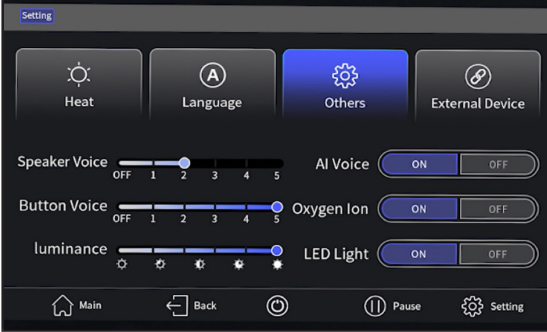 Setting
Heat
Language
Others
External Device
Speaker Voice
OFF 1 2 3 4 5
AI Voice
ON OFF
Button Voice
OFF 1 2 3 4 5
Oxygen Ion
ON OFF
luminance
LED Light
ON OFF
Main
Back
Pause
Setting